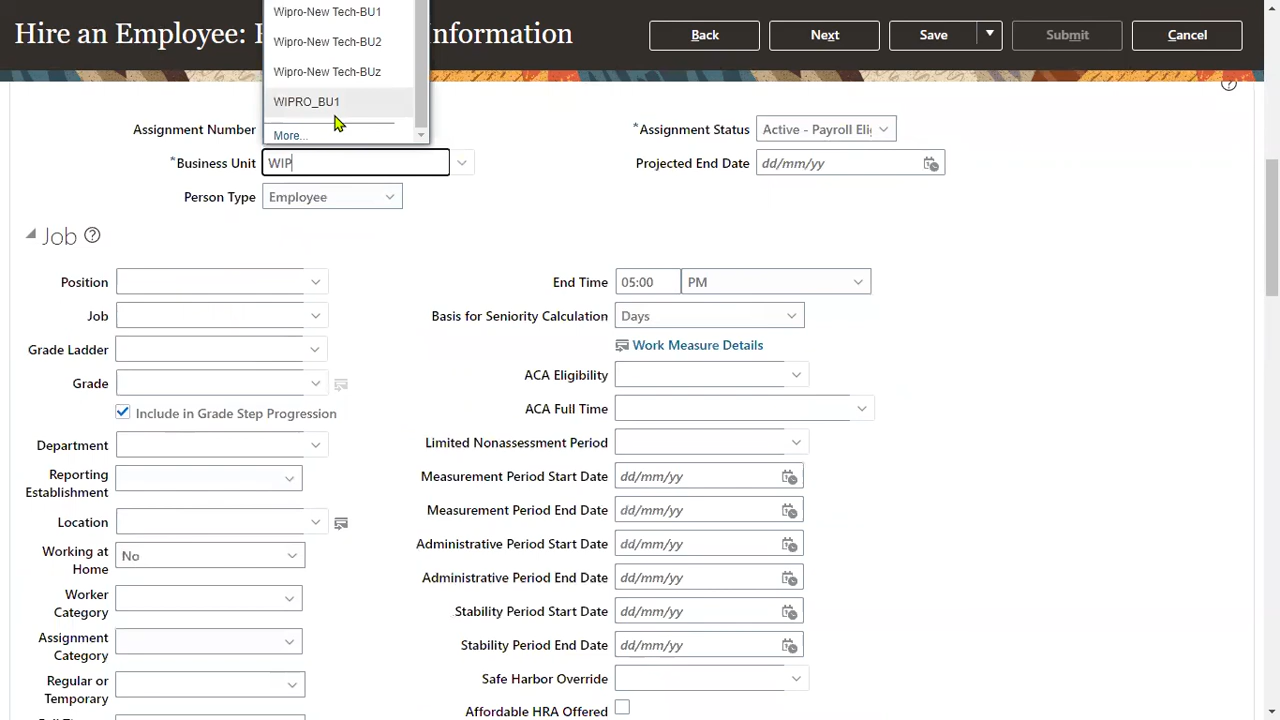 Wipro-New Tech-BU1
Hire an Employee: H
Information
Back
Next
Save
Submit
Cancel
Wipro-New Tech-BU2
Wipro-New Tech-BUz
WIPRO_BU1
More...
Assignment Number
*Assignment Status
Active - Payroll Eli
*Business Unit
WIP
Projected End Date
dd/mm/yy
Person Type
Employee
Job
Position
End Time
05:00
PM
Job
Basis for Seniority Calculation
Days
Grade Ladder
Work Measure Details
Grade
ACA Eligibility
Include in Grade Step Progression
ACA Full Time
Department
Limited Nonassessment Period
Reporting
Establishment
Measurement Period Start Date
dd/mm/yy
Measurement Period End Date
dd/mm/yy
Location
Administrative Period Start Date
dd/mm/yy
Working at
Home
No
Administrative Period End Date
dd/mm/yy
Worker
Category
Stability Period Start Date
dd/mm/yy
Assignment
Category
Stability Period End Date
dd/mm/yy
Regular or
Temporary
Safe Harbor Override
Affordable HRA Offered